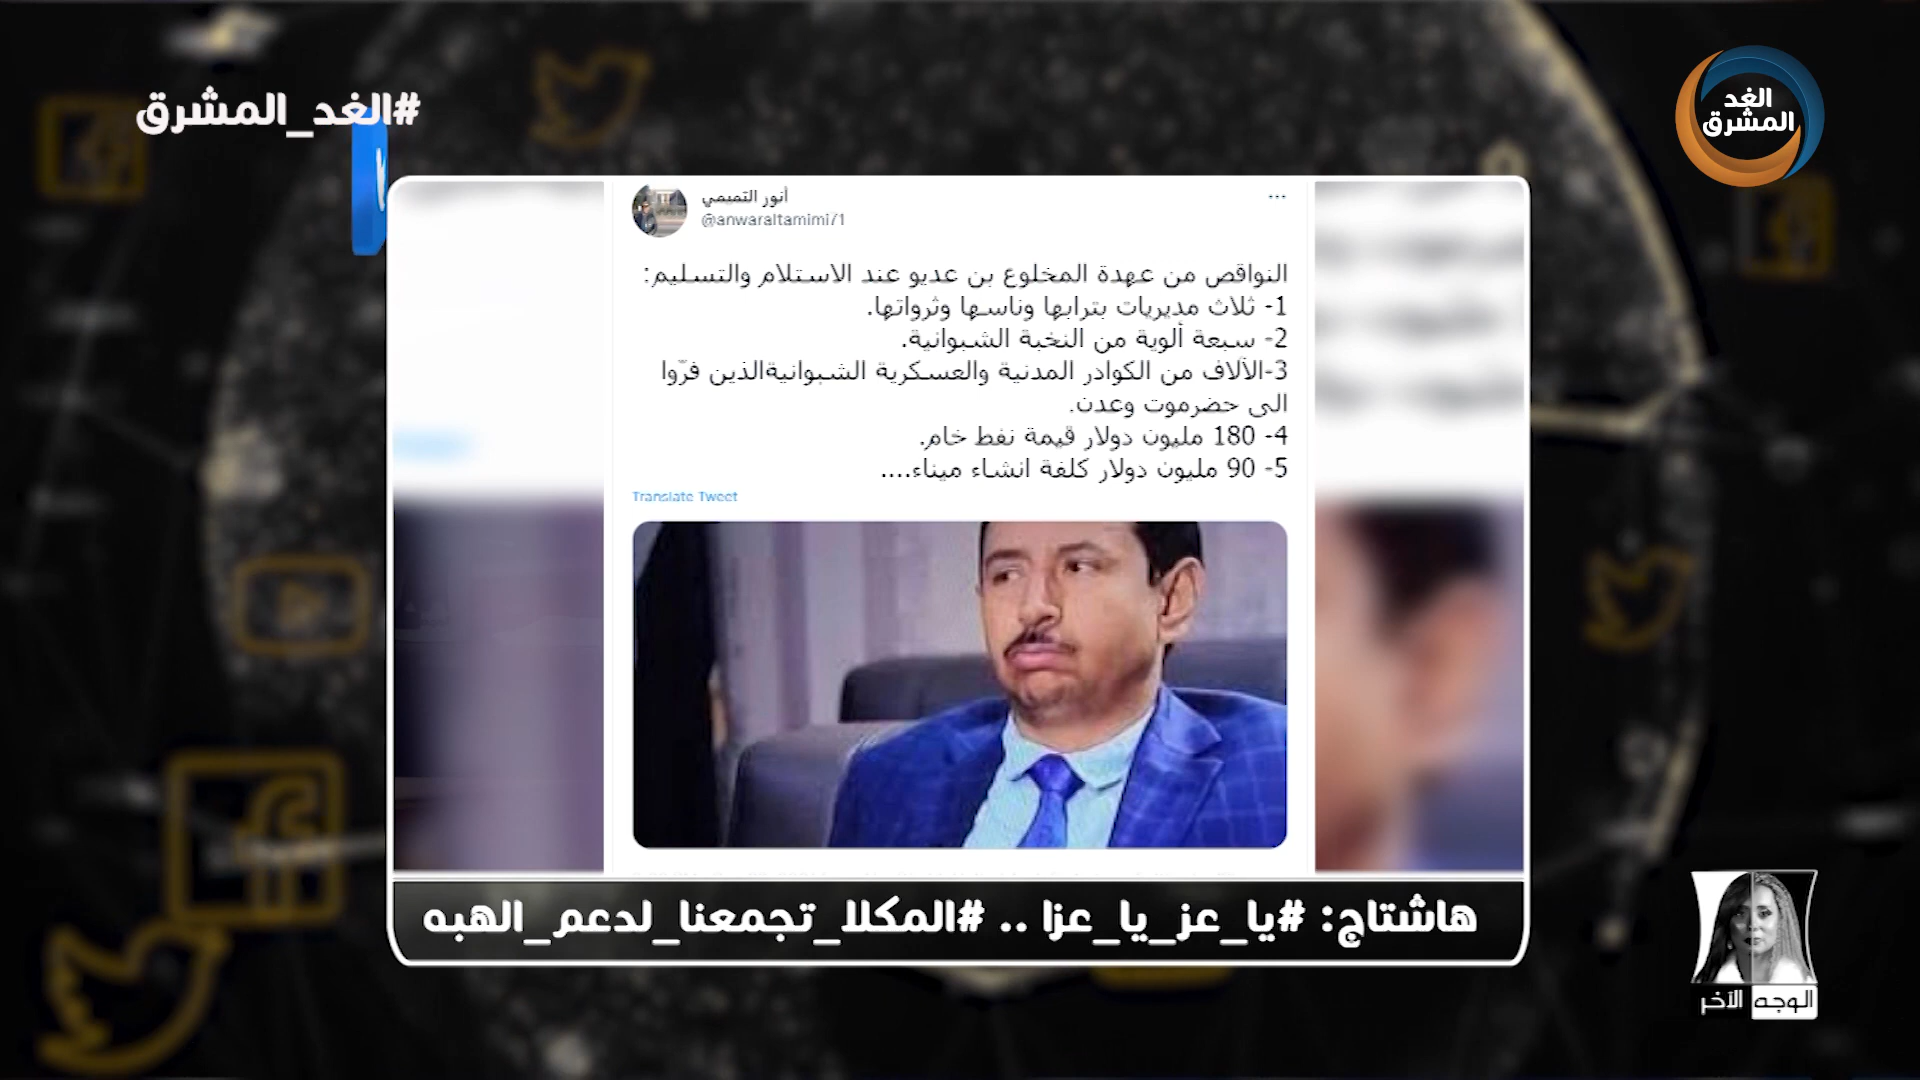 #الغد_المشرق
الغد
المشرق
أنور التميمي
@anwaraltamimi71
النواقص من عهدة المخلوع بن عديو عند الاستلام والتسليم:
1- ثلاث مديريات بترابها وناسها وثرواتها.
2- سبعة ألوية من النخبة الشبوانية.
3-الآلاف من الكوادر المدنية والعسكرية الشبوانيةالذين فرّوا
الى حضرموت وعدن.
4- 180 مليون دولار قيمة نفط خام.
5- 90 مليون دولار كلفة انشاء ميناء....
Translate Tweet
هاشتاج: #يا_عز_يا_عزا .. #المكلا_تجمعنا_لدعم_الهبه
الوجه الآخر